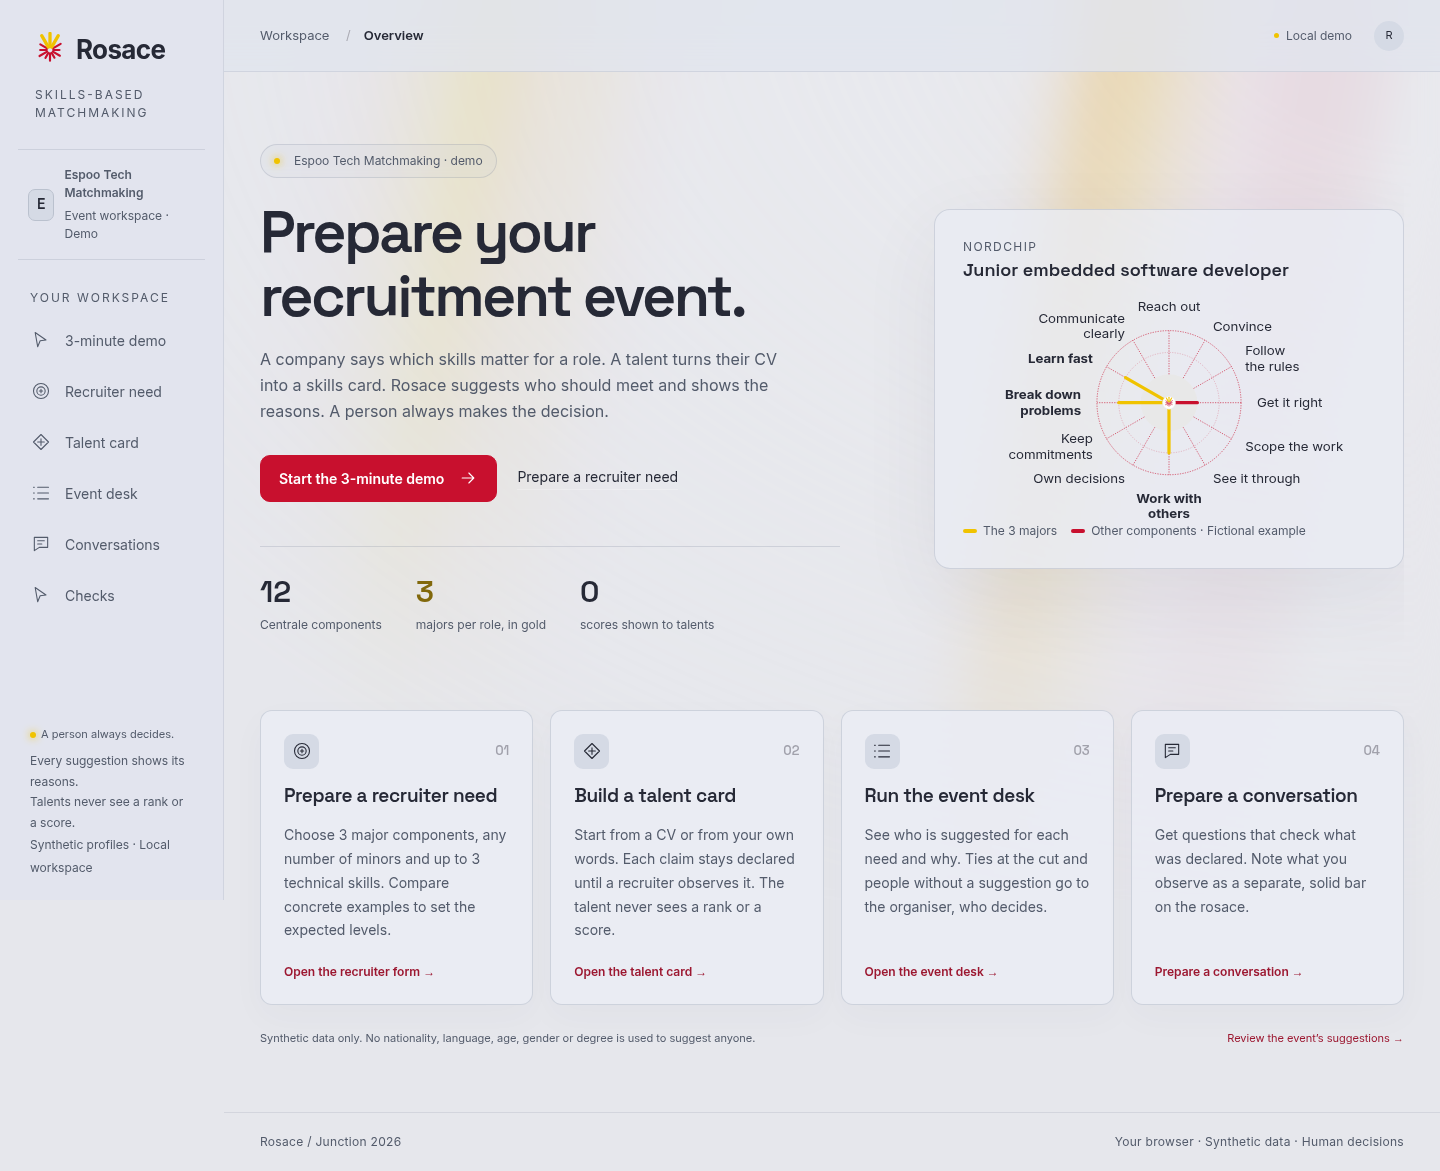 Rosace
SKILLS-BASED
MATCHMAKING
E
Espoo Tech
Matchmaking
Event workspace ·
Demo
YOUR WORKSPACE
3-minute demo
Recruiter need
Talent card
Event desk
Conversations
Checks
A person always decides.
Every suggestion shows its
reasons.
Talents never see a rank or
a score.
Synthetic profiles · Local
workspace
Workspace / Overview
Local demo
R
Espoo Tech Matchmaking · demo
Prepare your
recruitment event.
A company says which skills matter for a role. A talent turns their CV
into a skills card. Rosace suggests who should meet and shows the
reasons. A person always makes the decision.
Start the 3-minute demo →
Prepare a recruiter need
12
Centrale components
3
majors per role, in gold
0
scores shown to talents
NORDCHIP
Junior embedded software developer
Reach out
Convince
Follow
the rules
Get it right
Scope the work
See it through
Work with
others
Own decisions
Keep
commitments
Break down
problems
Learn fast
Communicate
clearly
The 3 majors
Other components · Fictional example
01
Prepare a recruiter need
Choose 3 major components, any
number of minors and up to 3
technical skills. Compare
concrete examples to set the
expected levels.
Open the recruiter form →
02
Build a talent card
Start from a CV or from your own
words. Each claim stays declared
until a recruiter observes it. The
talent never sees a rank or a
score.
Open the talent card →
03
Run the event desk
See who is suggested for each
need and why. Ties at the cut and
people without a suggestion go to
the organiser, who decides.
Open the event desk →
04
Prepare a conversation
Get questions that check what
was declared. Note what you
observe as a separate, solid bar
on the rosace.
Prepare a conversation →
Synthetic data only. No nationality, language, age, gender or degree is used to suggest anyone.
Review the event’s suggestions →
Rosace / Junction 2026
Your browser · Synthetic data · Human decisions